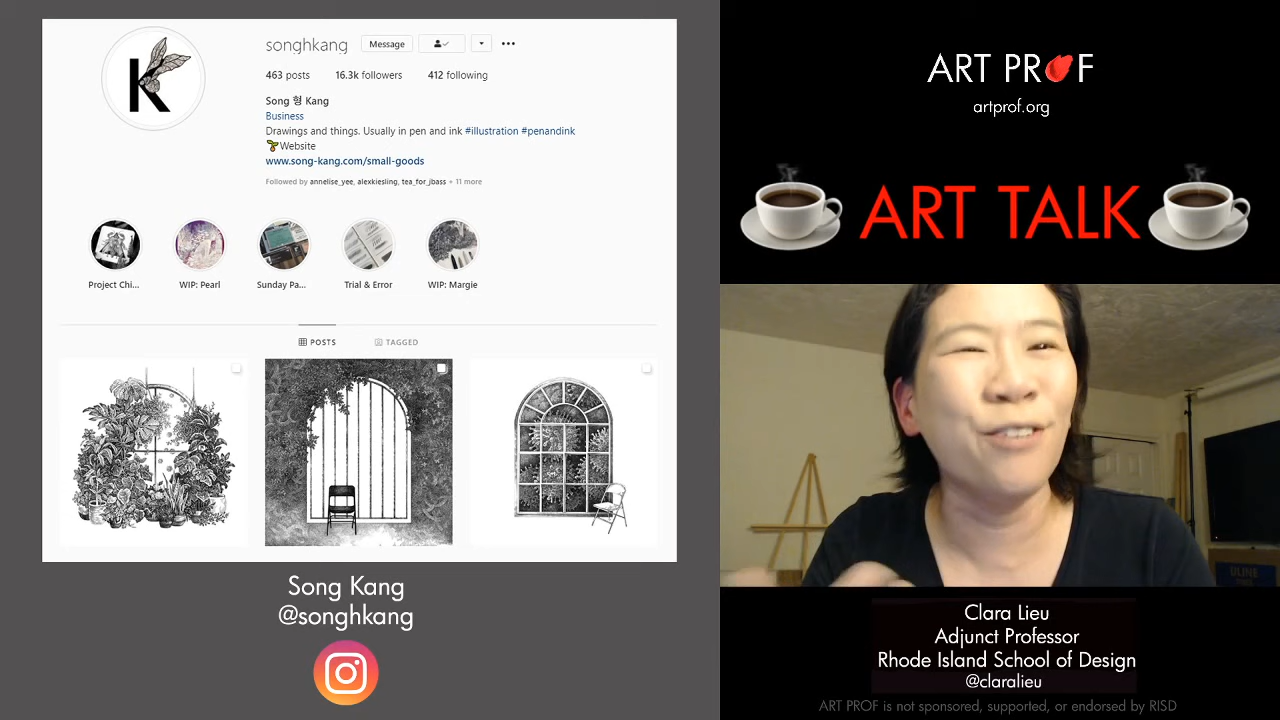 songhkang Message
463 posts 16.3k followers 412 following
Song 형 Kang
Business
Drawings and things. Usually in pen and ink #illustration #penandink
Website
www.song-kang.com/small-goods
Followed by annelise_yee, alexkiesling, tea_for_jbass + 11 more
K
Project Chi... WIP: Pearl Sunday Pa... Trial & Error WIP: Margie
POSTS TAGGED
Song Kang
@songhkang
ART PROF
artprof.org
ART TALK
ULINE
Clara Lieu
Adjunct Professor
Rhode Island School of Design
@claralieu
ART PROF is not sponsored, supported, or endorsed by RISD